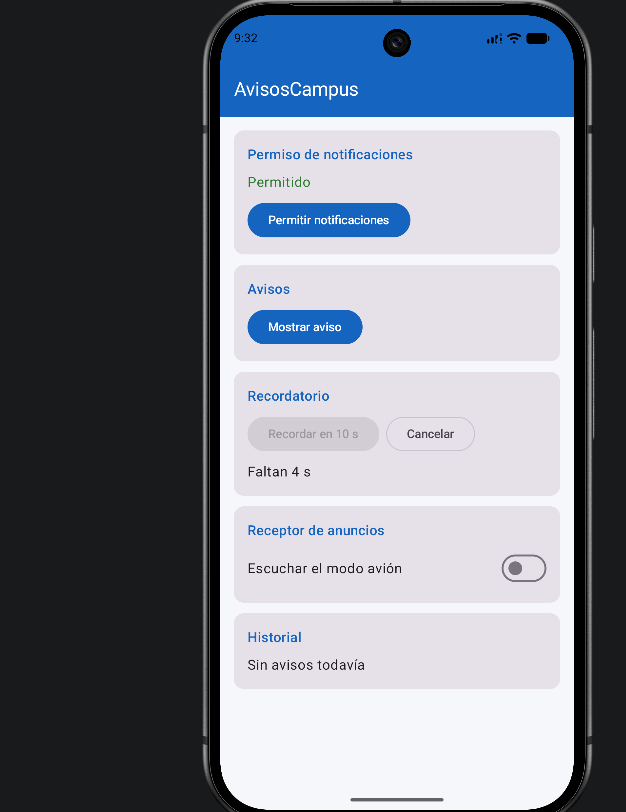 9:32
AvisosCampus
Permiso de notificaciones
Permitido
Permitir notificaciones
Avisos
Mostrar aviso
Recordatorio
Recordar en 10 s
Cancelar
Faltan 4 s
Receptor de anuncios
Escuchar el modo avión
Historial
Sin avisos todavía